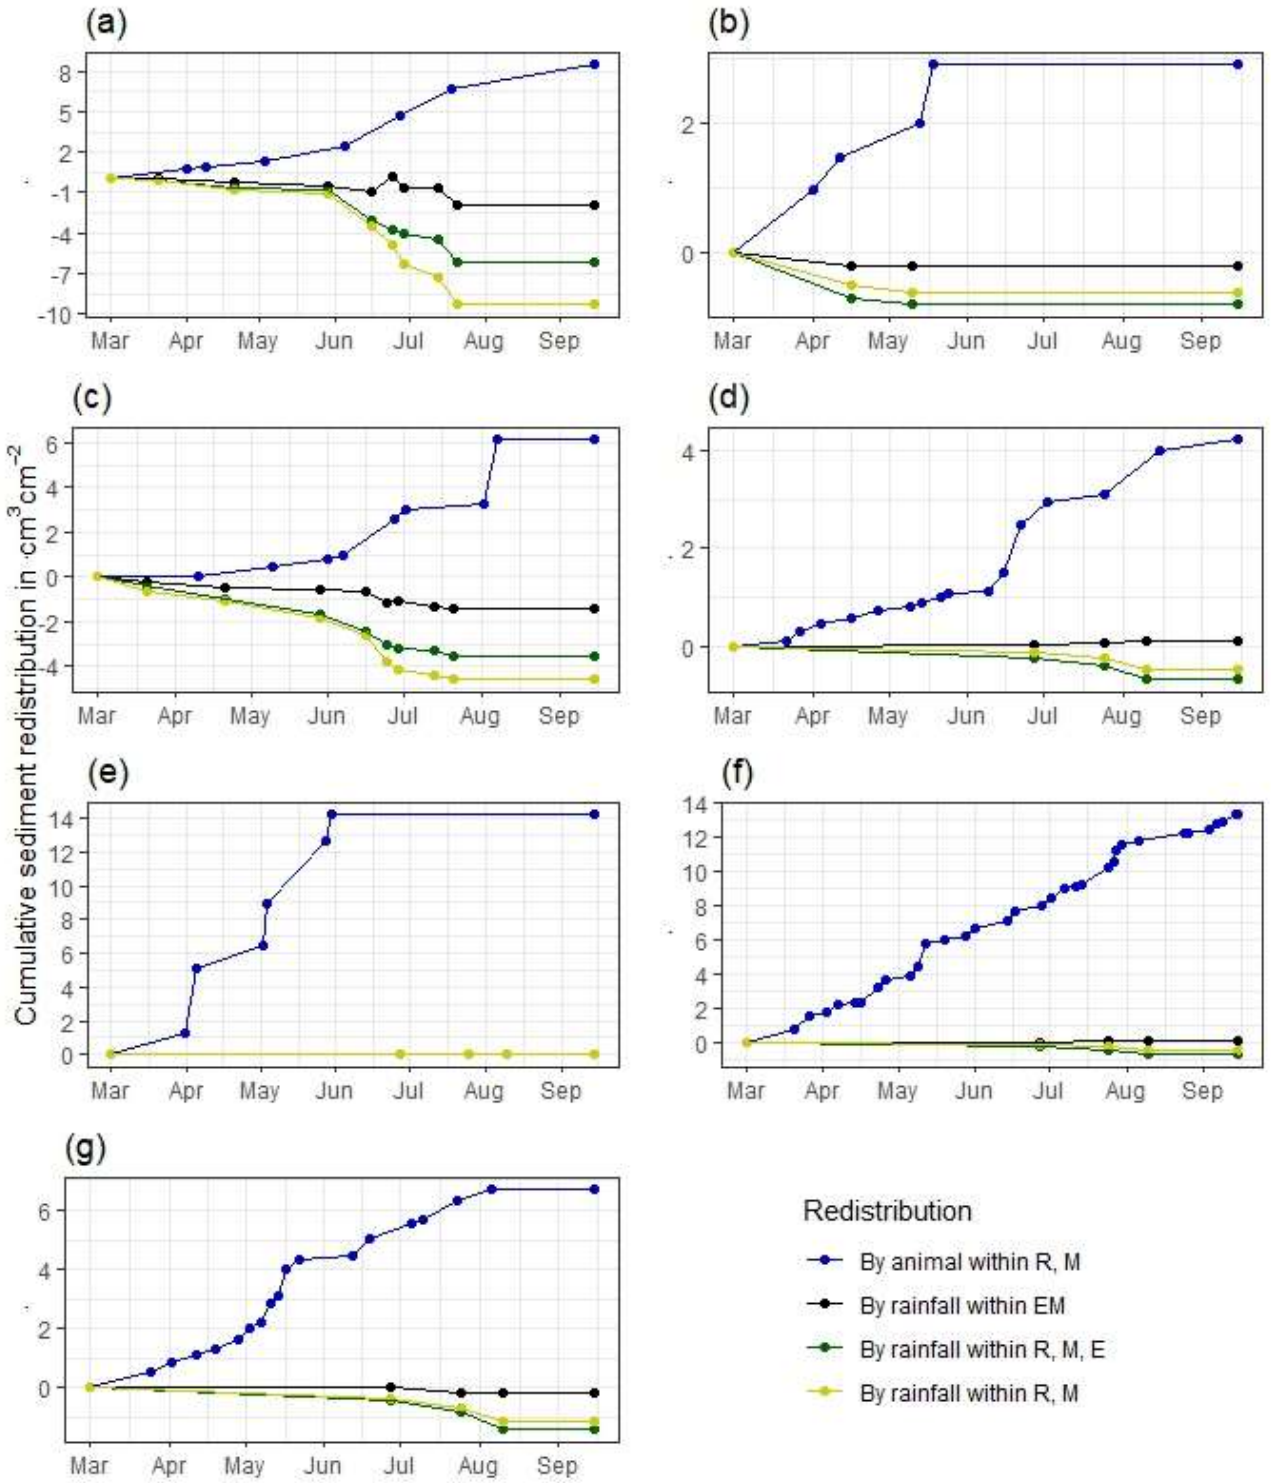 (a)
8
5
2
-1
-4
-7
-10
Mar Apr May Jun Jul Aug Sep
(b)
2
0
Mar Apr May Jun Jul Aug Sep
(c)
6
4
2
0
-2
-4
Mar Apr May Jun Jul Aug Sep
(d)
4
2
0
Mar Apr May Jun Jul Aug Sep
Cumulative sediment redistribution in ·cm³cm⁻²
(e)
14
12
10
8
6
4
2
0
Mar Apr May Jun Jul Aug Sep
(f)
14
12
10
8
6
4
2
0
Mar Apr May Jun Jul Aug Sep
(g)
6
4
2
0
Mar Apr May Jun Jul Aug Sep
Redistribution
By animal within R, M
By rainfall within EM
By rainfall within R, M, E
By rainfall within R, M